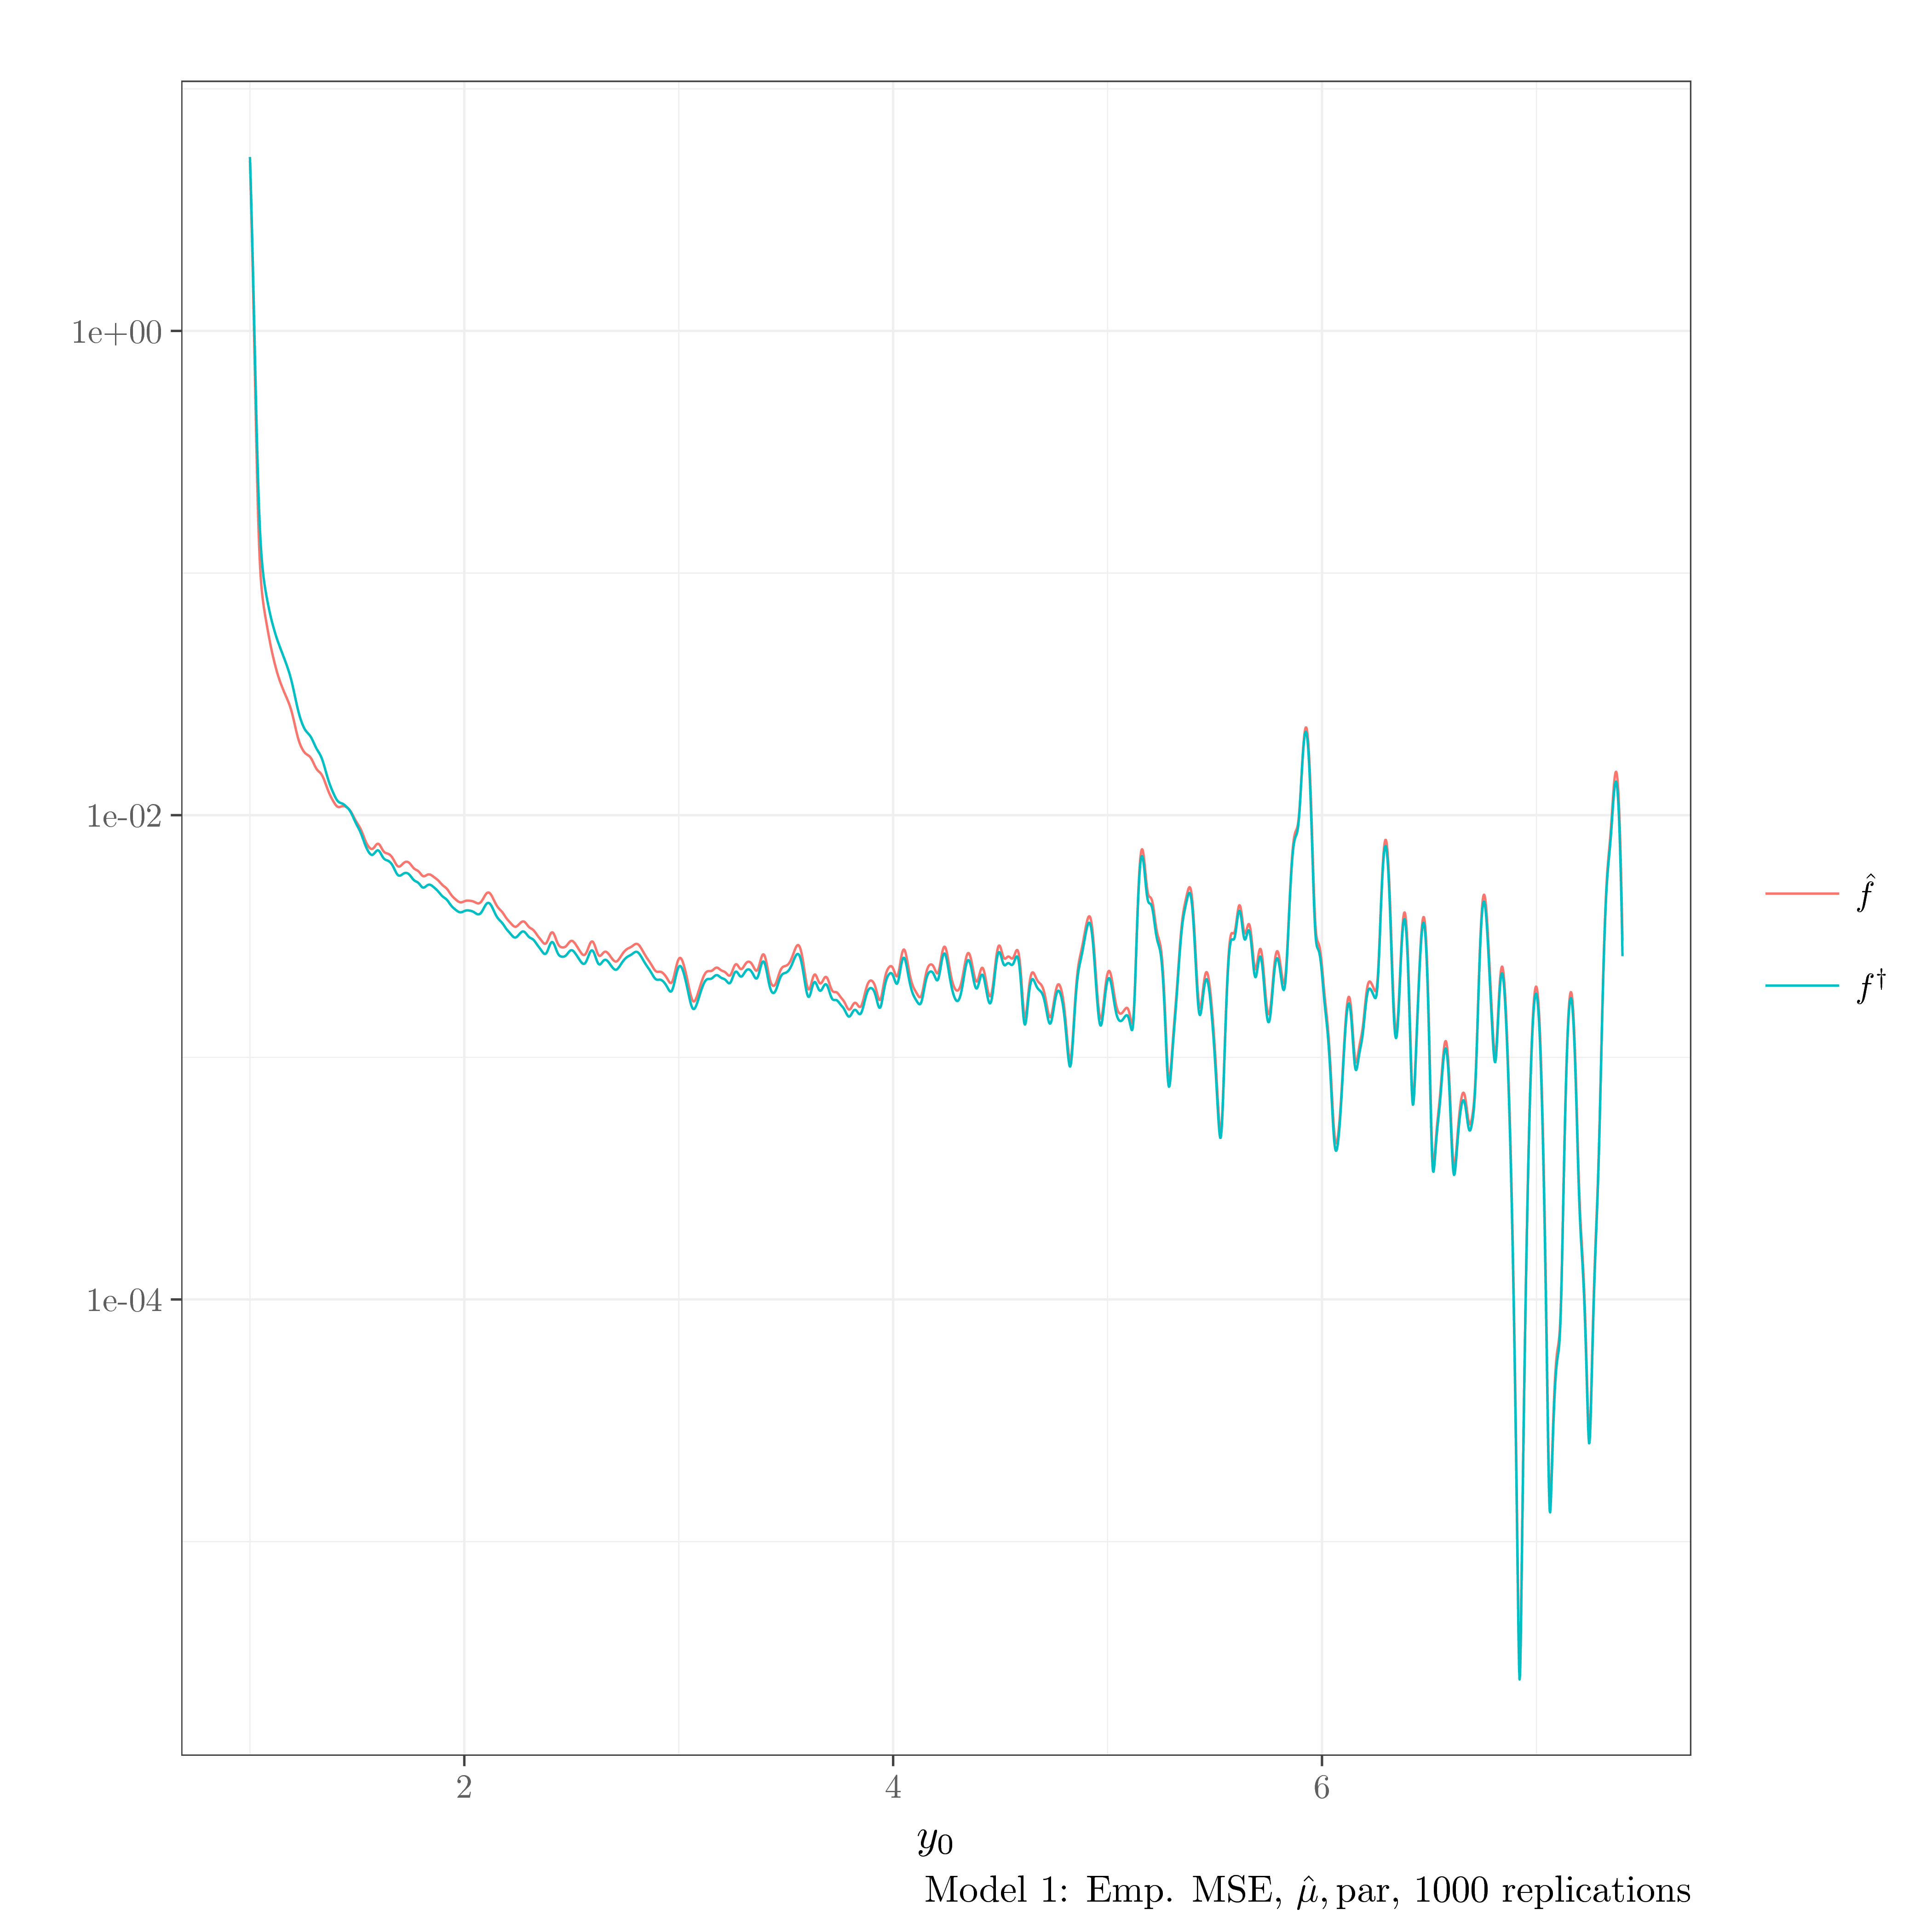 1e+00
1e-02
1e-04
2 4 6
y₀
f̂
f†
Model 1: Emp. MSE, μ̂, par, 1000 replications